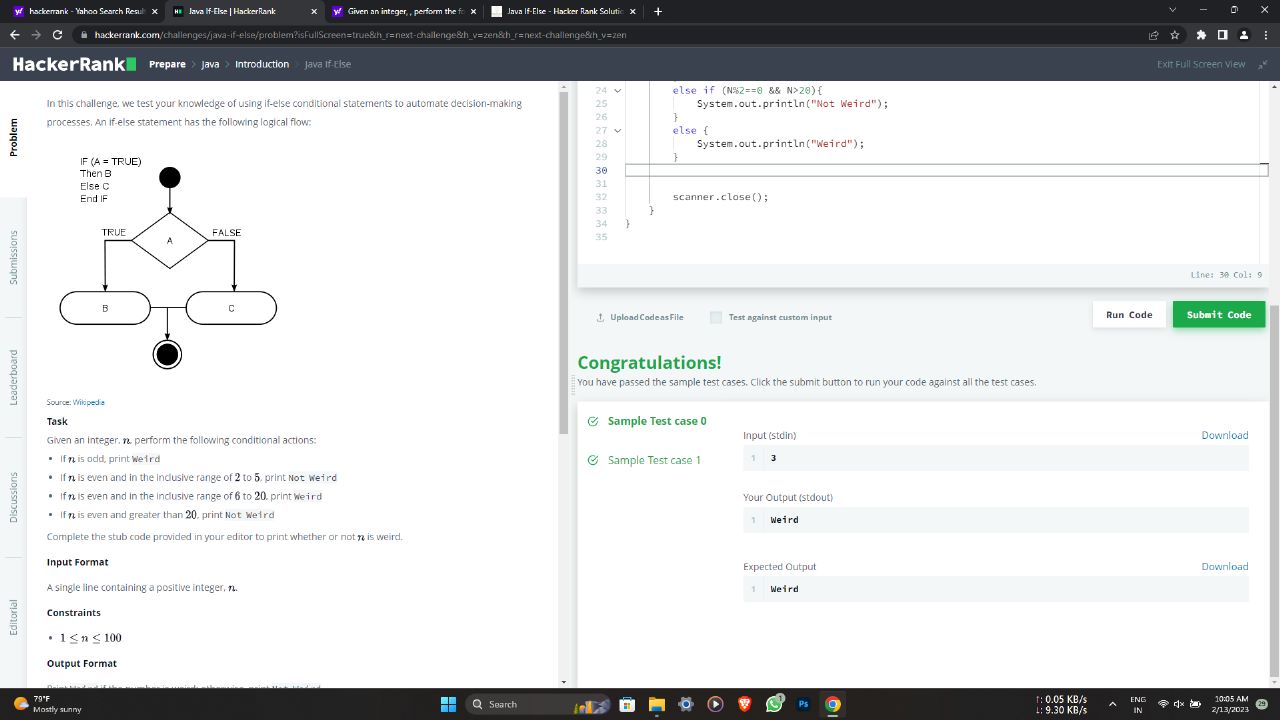 hackerrank - Yahoo Search Resul
Java If-Else | HackerRank
Given an integer, , perform the fo
Java If-Else - Hacker Rank Solutio
hackerrank.com/challenges/java-if-else/problem?isFullScreen=true&h_r=next-challenge&h_v=zen&h_r=next-challenge&h_v=zen
HackerRank
Prepare > Java > Introduction > Java If-Else
Exit Full Screen View
Problem
Submissions
Leaderboard
Discussions
Editorial
In this challenge, we test your knowledge of using if-else conditional statements to automate decision-making
processes. An if-else statement has the following logical flow:
IF (A = TRUE)
Then B
Else C
End IF
TRUE
A
FALSE
B
C
Source: Wikipedia
Task
Given an integer, n, perform the following conditional actions:
• If n is odd, print Weird
• If n is even and in the inclusive range of 2 to 5, print Not Weird
• If n is even and in the inclusive range of 6 to 20, print Weird
• If n is even and greater than 20, print Not Weird
Complete the stub code provided in your editor to print whether or not n is weird.
Input Format
A single line containing a positive integer, n.
Constraints
• 1 ≤ n ≤ 100
Output Format
24 else if (N%2==0 && N>20){
25 System.out.println("Not Weird");
26 }
27 else {
28 System.out.println("Weird");
29 }
30
31
32 scanner.close();
33 }
34 }
35
Line: 30 Col: 9
Upload Code as File
Test against custom input
Run Code
Submit Code
Congratulations!
You have passed the sample test cases. Click the submit button to run your code against all the test cases.
Sample Test case 0
Sample Test case 1
Input (stdin)
Download
1 3
Your Output (stdout)
1 Weird
Expected Output
Download
1 Weird
79°F
Mostly sunny
Search
1
Ps
↑: 0.05 KB/s
↓: 9.30 KB/s
ENG
IN
10:05 AM
2/13/2023
29